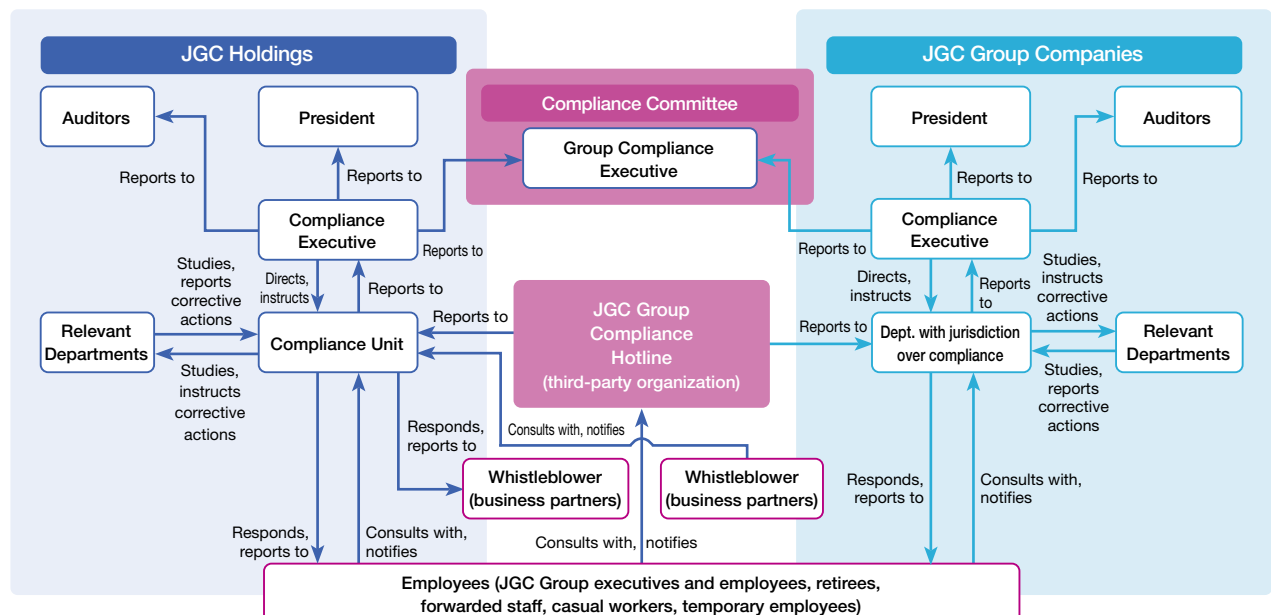 JGC Holdings
JGC Group Companies
Compliance Committee
Auditors
President
Group Compliance
Executive
President
Auditors
Reports to
Reports to
Reports to
Reports to
Compliance
Executive
Reports to
Compliance
Executive
Reports to
Studies,
reports
corrective
actions
Directs,
instructs
Reports to
Directs,
instructs
Reports
to
Studies,
instructs
corrective
actions
Relevant
Departments
Compliance Unit
Reports to
JGC Group
Compliance
Hotline
(third-party organization)
Reports to
Dept. with jurisdiction
over compliance
Relevant
Departments
Studies,
instructs
corrective
actions
Studies,
reports
corrective
actions
Responds,
reports to
Consults with, notifies
Whistleblower
(business partners)
Whistleblower
(business partners)
Responds,
reports to
Consults with,
notifies
Responds,
reports to
Consults with,
notifies
Consults with, notifies
Employees (JGC Group executives and employees, retirees,
forwarded staff, casual workers, temporary employees)